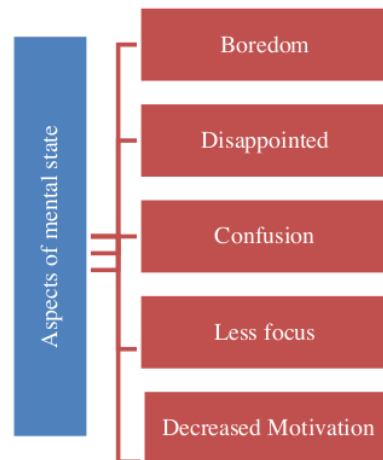 Aspects of mental state
Boredom
Disappointed
Confusion
Less focus
Decreased Motivation